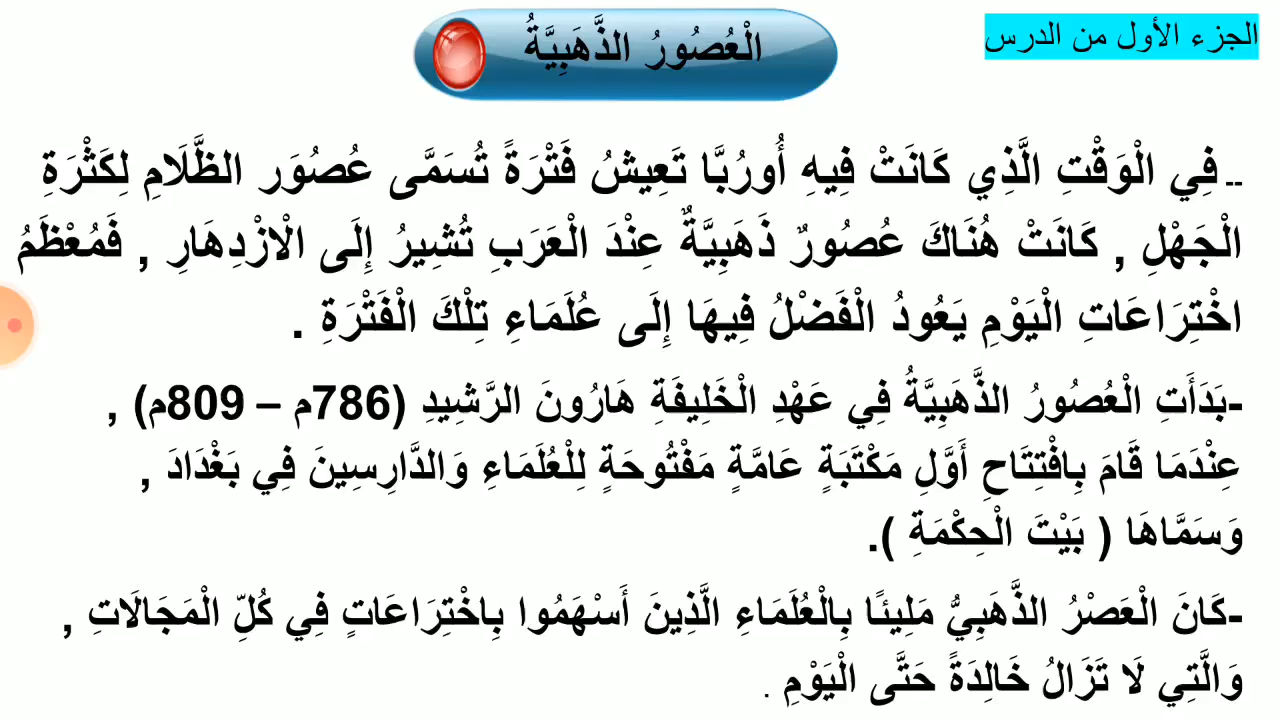 الجزء الأول من الدرس
الْعُصُورُ الذَّهَبِيَّةُ
-- فِي الْوَقْتِ الَّذِي كَانَتْ فِيهِ أُورُبَّا تَعِيشُ فَتْرَةً تُسَمَّى عُصُوَر الظَّلَامِ لِكَثْرَةِ
الْجَهْلِ , كَانَتْ هُنَاكَ عُصُورٌ ذَهَبِيَّةٌ عِنْدَ الْعَرَبِ تُشِيرُ إِلَى الْازْدِهَارِ , فَمُعْظَمُ
اخْتِرَاعَاتِ الْيَوْمِ يَعُودُ الْفَضْلُ فِيهَا إِلَى عُلَمَاءِ تِلْكَ الْفَتْرَةِ .
-بَدَأَتِ الْعُصُورُ الذَّهَبِيَّةُ فِي عَهْدِ الْخَلِيفَةِ هَارُونَ الرَّشِيدِ (786م – 809م) ,
عِنْدَمَا قَامَ بِافْتِتَاحِ أَوَّلِ مَكْتَبَةٍ عَامَّةٍ مَفْتُوحَةٍ لِلْعُلَمَاءِ وَالدَّارِسِينَ فِي بَغْدَادَ ,
وَسَمَّاهَا ( بَيْتَ الْحِكْمَةِ ).
-كَانَ الْعَصْرُ الذَّهَبِيُّ مَلِيئًا بِالْعُلَمَاءِ الَّذِينَ أَسْهَمُوا بِاخْتِرَاعَاتٍ فِي كُلِّ الْمَجَالَاتِ ,
وَالَّتِي لَا تَزَالُ خَالِدَةً حَتَّى الْيَوْمِ .